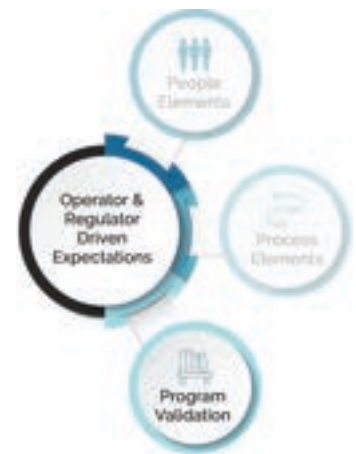 People
Elements
Operator &
Regulator
Driven
Expectations
Process
Elements
Program
Validation